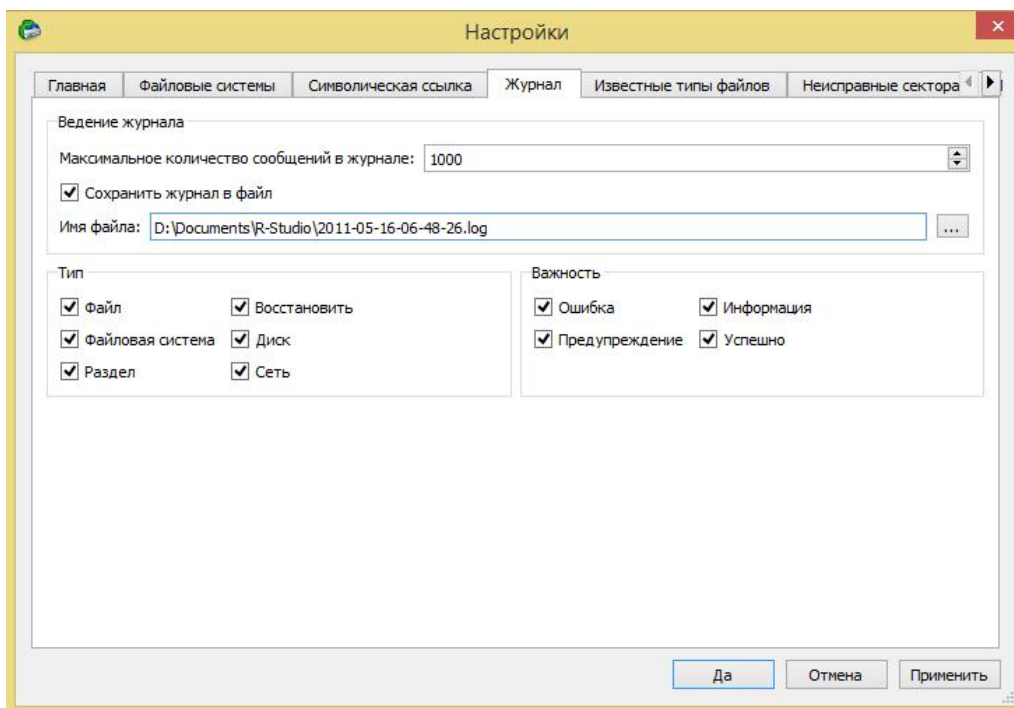 Настройки
Главная Файловые системы Символическая ссылка Журнал Известные типы файлов Неисправные сектора
Ведение журнала
Максимальное количество сообщений в журнале: 1000
Сохранить журнал в файл
Имя файла: D:\Documents\R-Studio\2011-05-16-06-48-26.log ...
Тип
Файл Восстановить
Файловая система Диск
Раздел Сеть
Важность
Ошибка Информация
Предупреждение Успешно
Да Отмена Применить